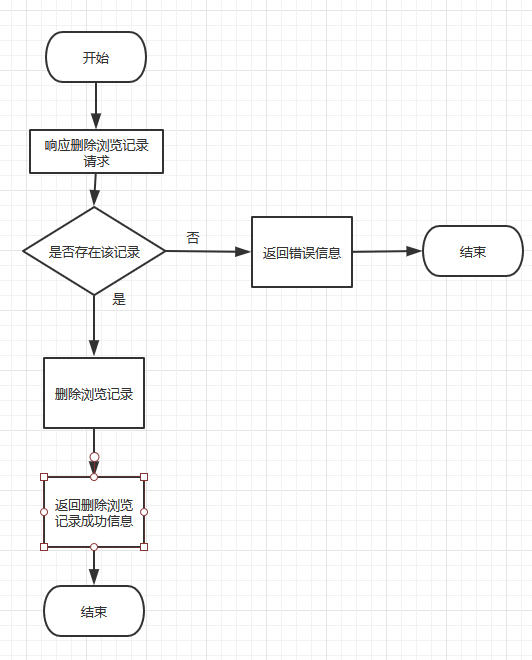 开始
响应删除浏览记录
请求
是否存在该记录
否
返回错误信息
结束
是
删除浏览记录
返回删除浏览
记录成功信息
结束